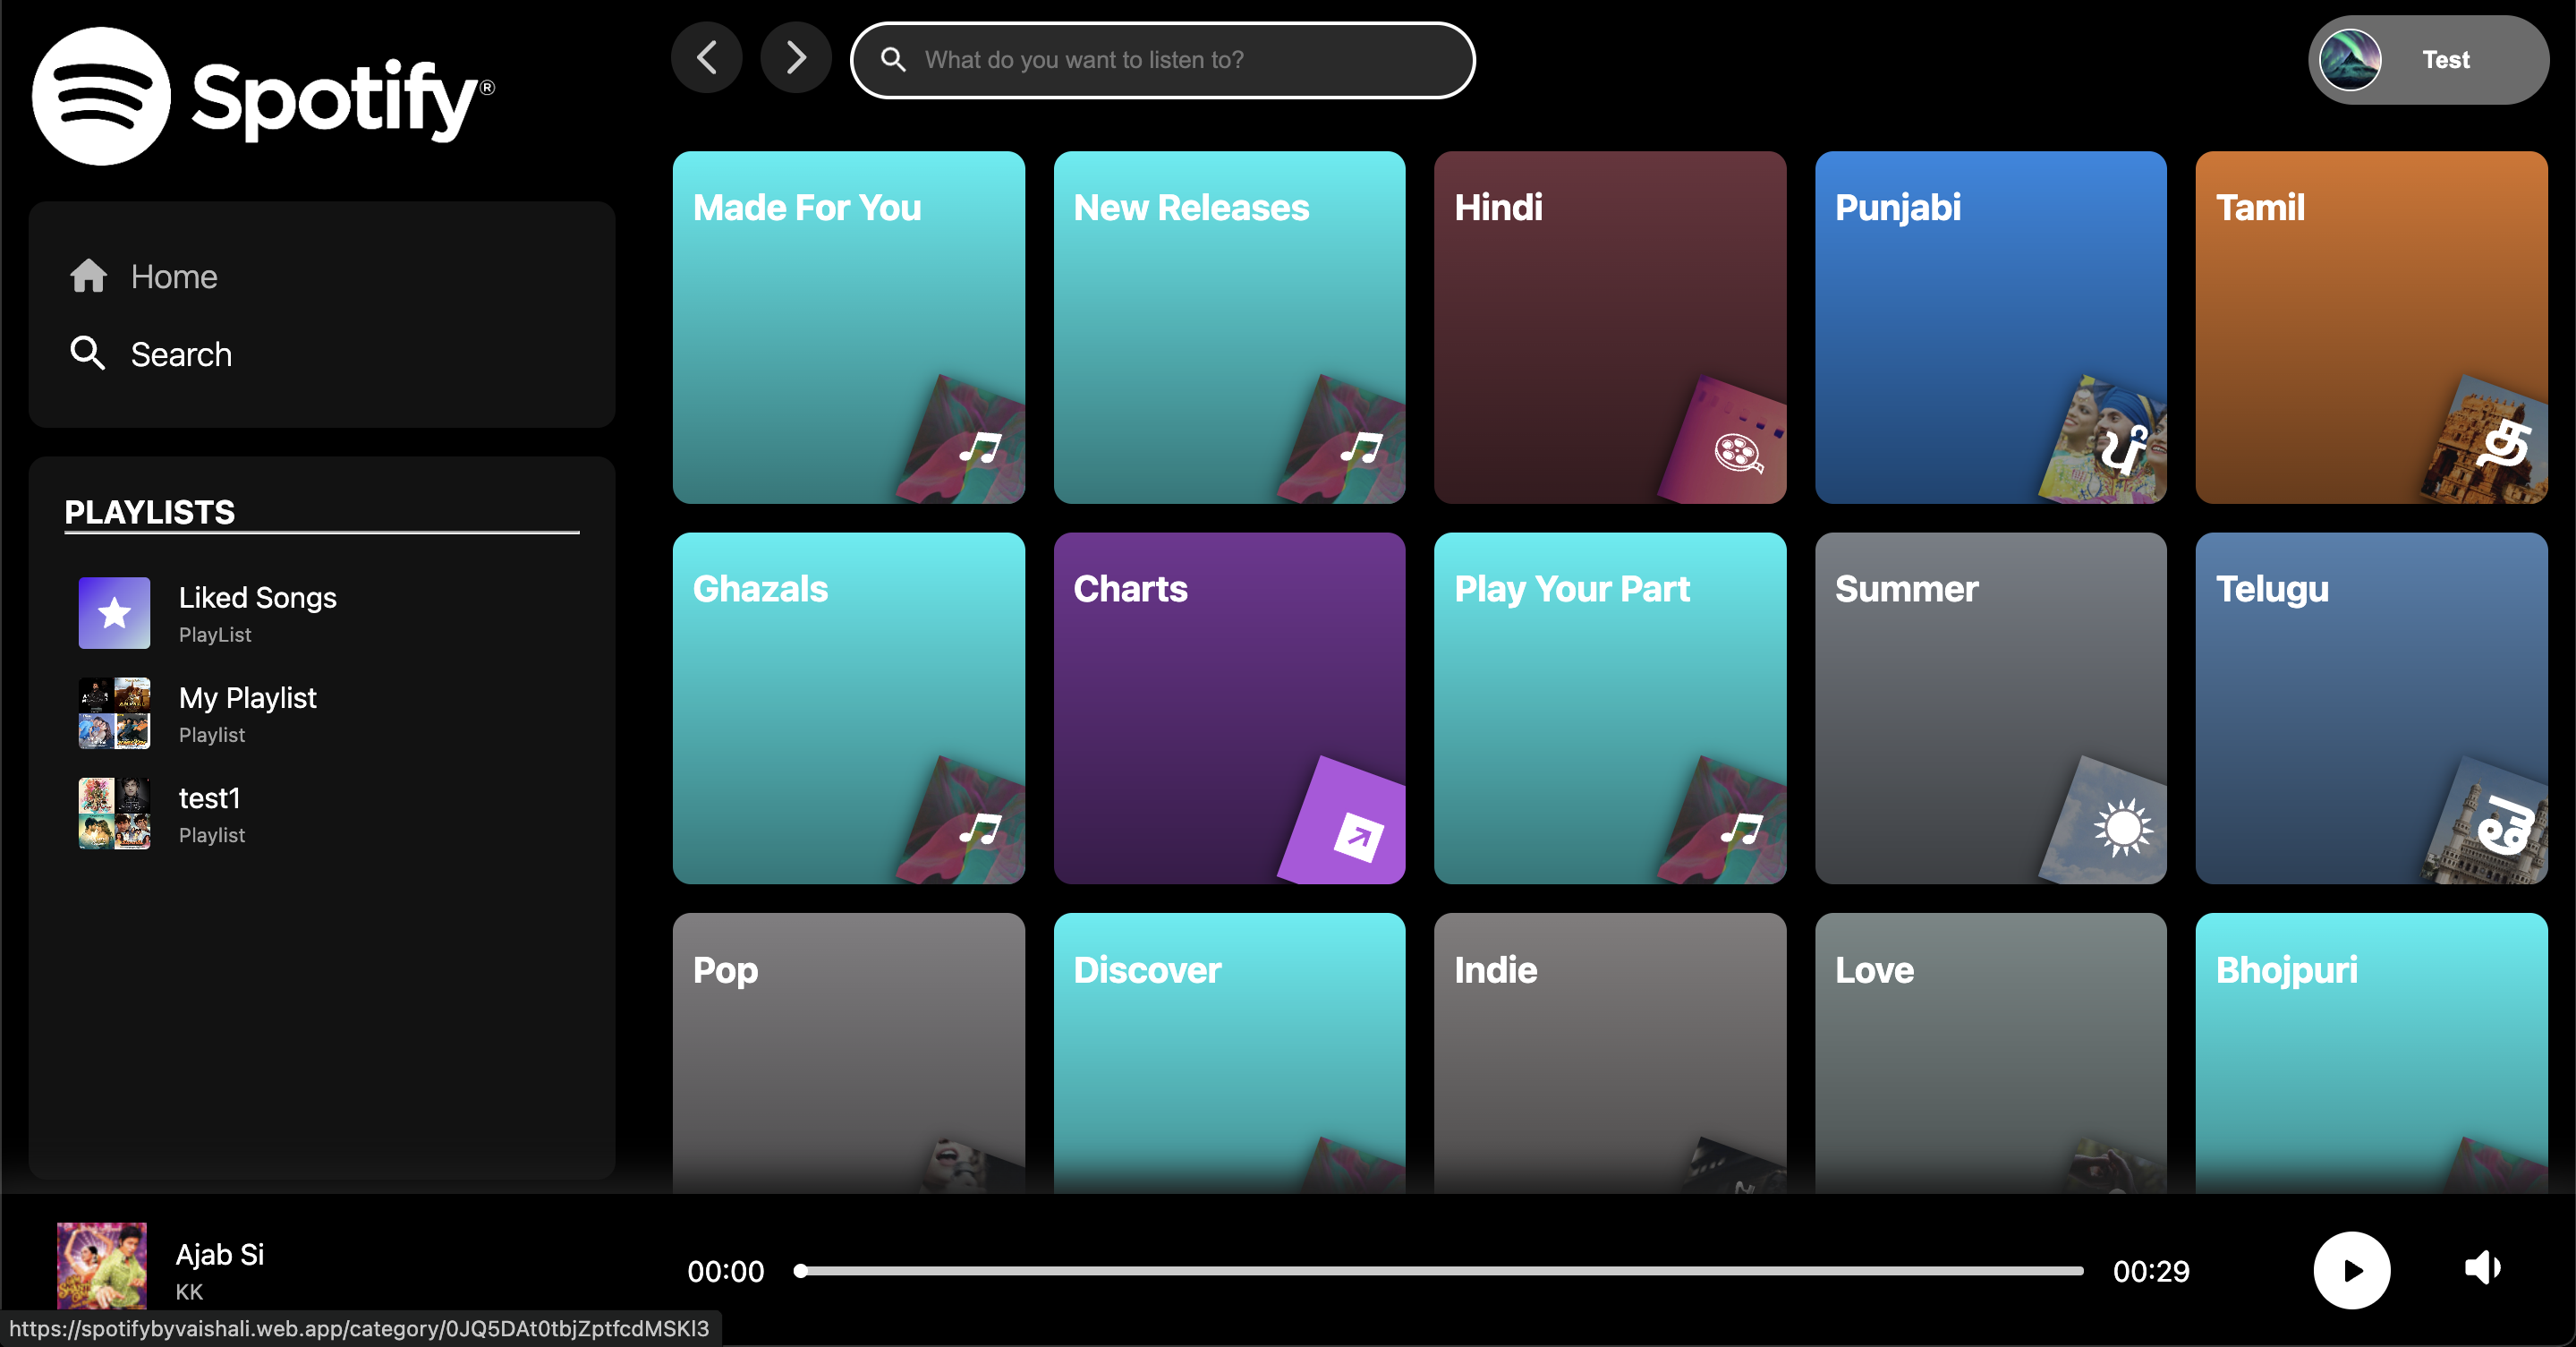 Spotify®
What do you want to listen to?
Test
Home
Search
PLAYLISTS
Liked Songs
PlayList
My Playlist
Playlist
test1
Playlist
Made For You
New Releases
Hindi
Punjabi
Tamil
த
Ghazals
Charts
Play Your Part
Summer
Telugu
తె
Pop
Discover
Indie
Love
Bhojpuri
Ajab Si
KK
00:00
00:29
https://spotifybyvaishali.web.app/category/0JQ5DAt0tbjZptfcdMSKl3